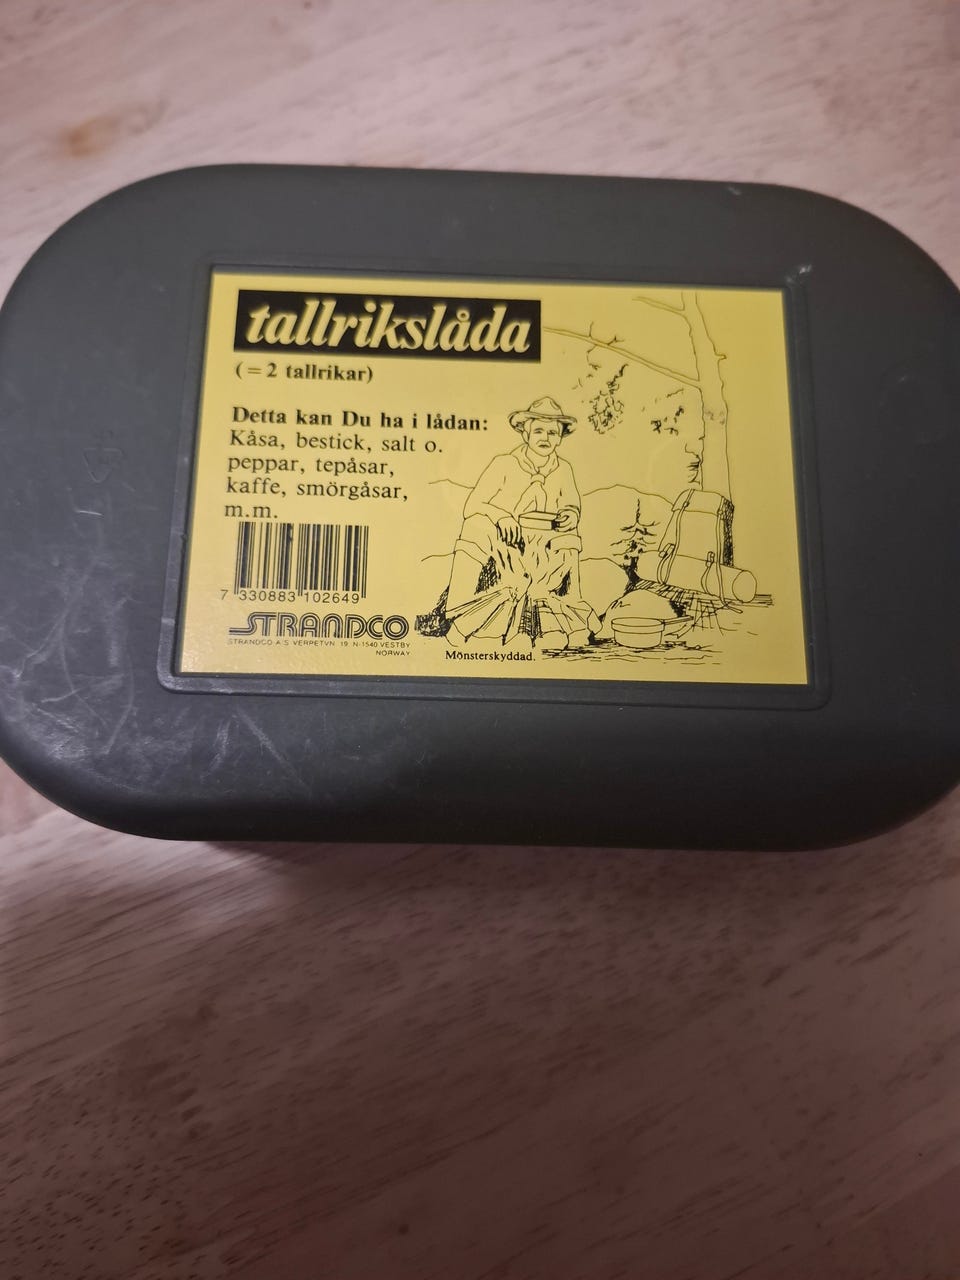 tallrikslåda
(=2 tallrikar)
Detta kan Du ha i lådan:
Kåsa, bestick, salt o.
peppar, tepåsar,
kaffe, smörgåsar,
m.m.
7 330883 102649
STRANDCO
STRANDCO A/S VERPETVN. 19 N-1540 VESTBY
NORWAY
Mönsterskyddad.